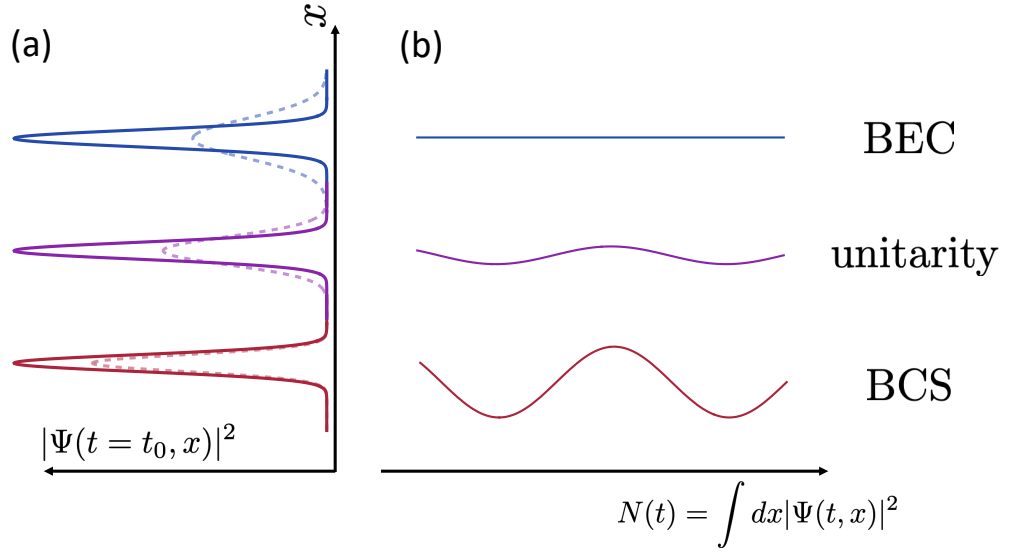 (a)
x
(b)
BEC
unitarity
BCS
|Ψ(t = t₀, x)|²
N(t) = ∫ dx|Ψ(t, x)|²